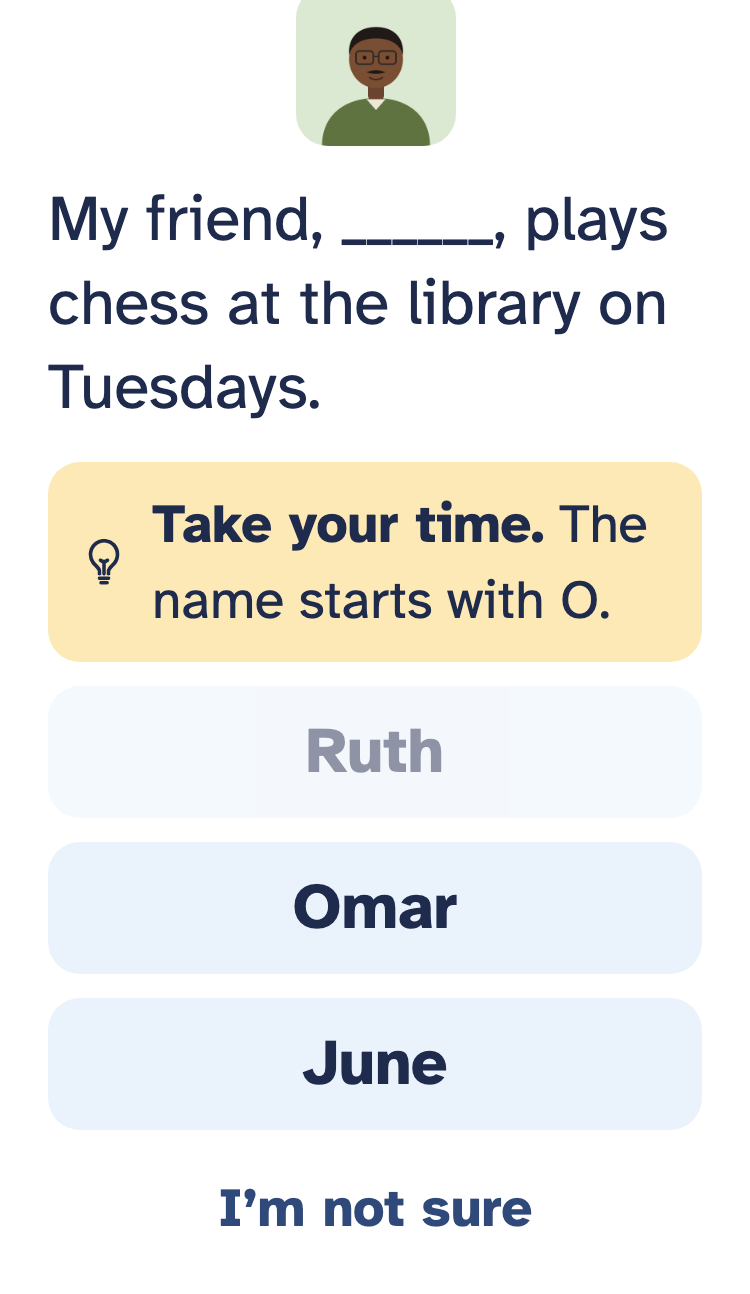 My friend, ______, plays
chess at the library on
Tuesdays.
Take your time. The
name starts with O.
Ruth
Omar
June
I’m not sure